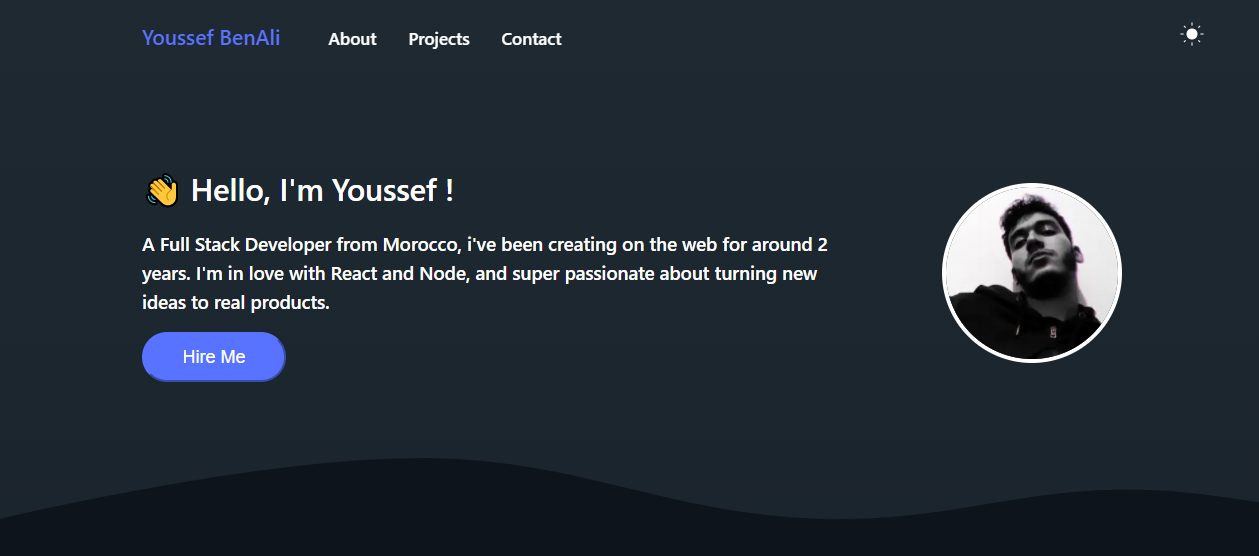 Youssef BenAli About Projects Contact
👋 Hello, I'm Youssef !
A Full Stack Developer from Morocco, i've been creating on the web for around 2
years. I'm in love with React and Node, and super passionate about turning new
ideas to real products.
Hire Me